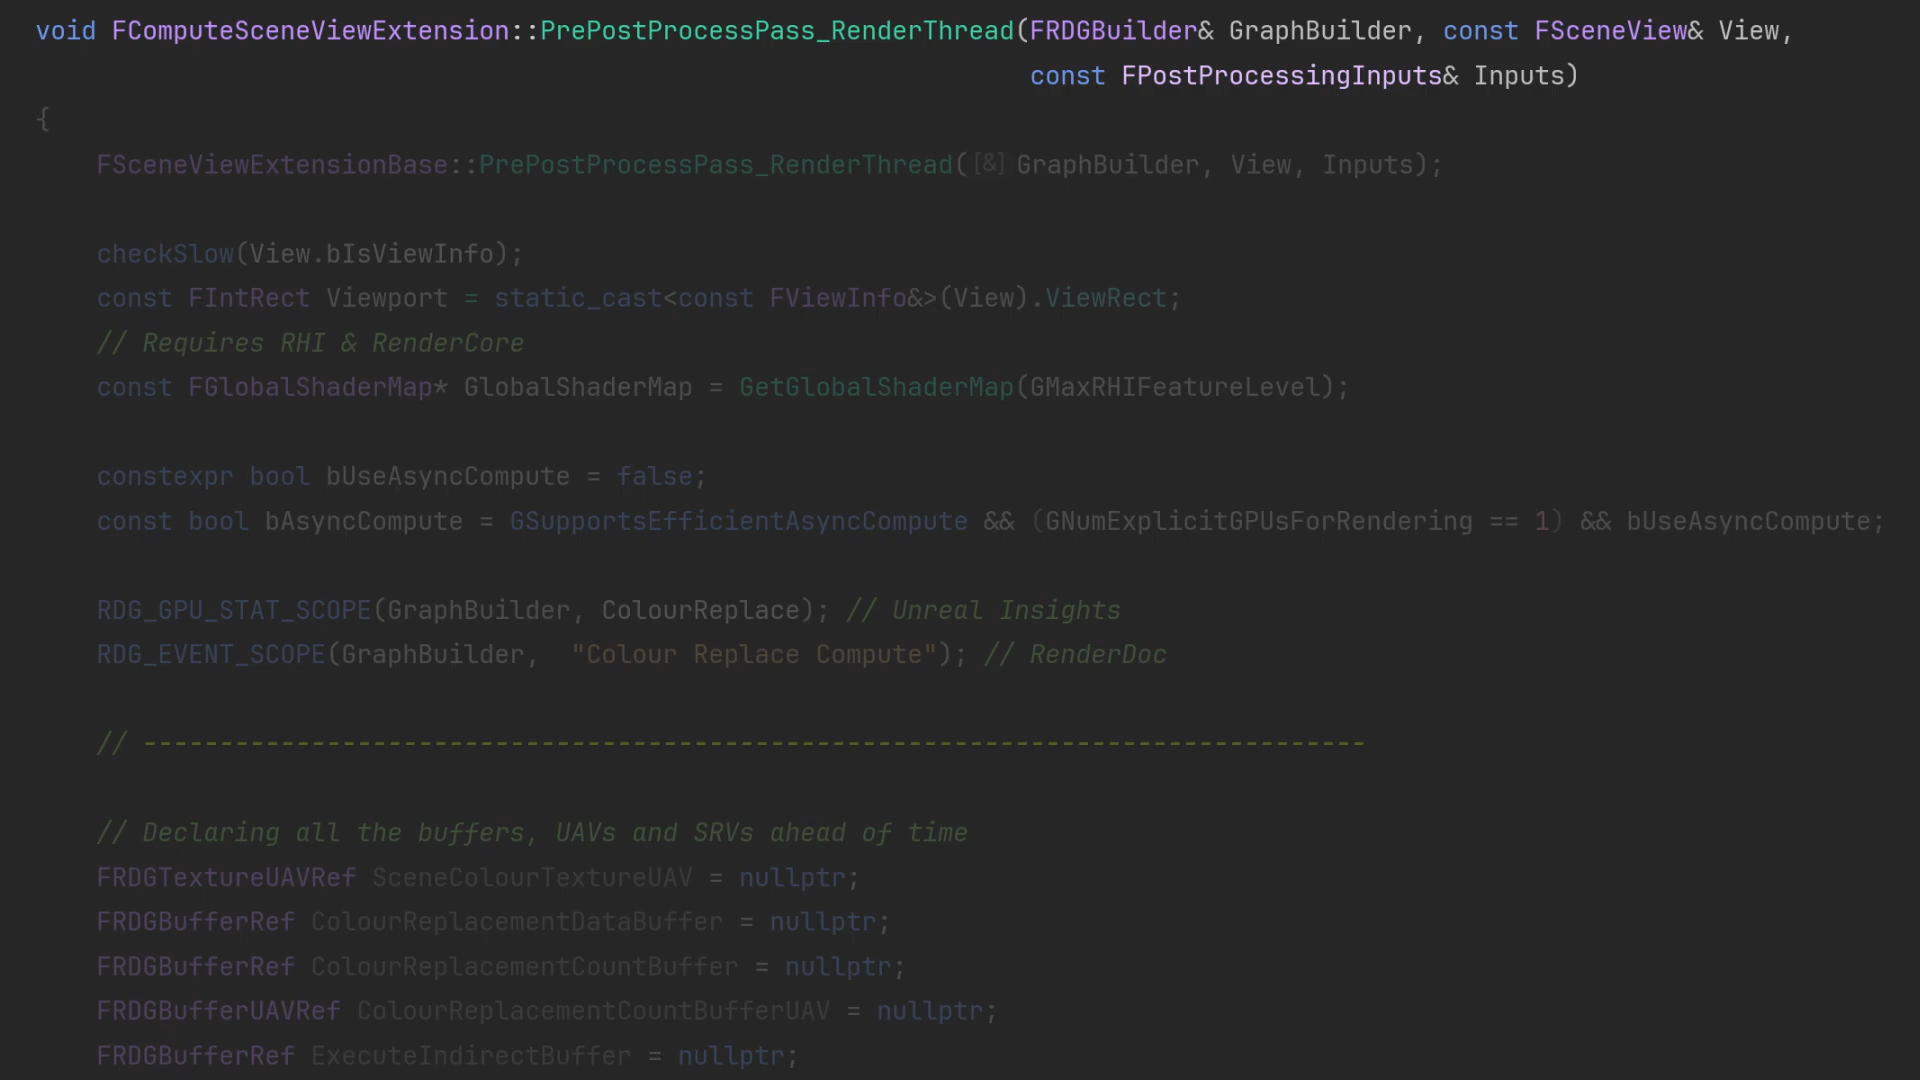 void FComputeSceneViewExtension::PrePostProcessPass_RenderThread(FRDGBuilder& GraphBuilder, const FSceneView& View,
const FPostProcessingInputs& Inputs)
{
FSceneViewExtensionBase::PrePostProcessPass_RenderThread([&] GraphBuilder, View, Inputs);
checkSlow(View.bIsViewInfo);
const FIntRect Viewport = static_cast<const FViewInfo&>(View).ViewRect;
// Requires RHI & RenderCore
const FGlobalShaderMap* GlobalShaderMap = GetGlobalShaderMap(GMaxRHIFeatureLevel);
constexpr bool bUseAsyncCompute = false;
const bool bAsyncCompute = GSupportsEfficientAsyncCompute && (GNumExplicitGPUsForRendering == 1) && bUseAsyncCompute;
RDG_GPU_STAT_SCOPE(GraphBuilder, ColourReplace); // Unreal Insights
RDG_EVENT_SCOPE(GraphBuilder,  "Colour Replace Compute"); // RenderDoc
// --------------------------------------------------------------------------------
// Declaring all the buffers, UAVs and SRVs ahead of time
FRDGTextureUAVRef SceneColourTextureUAV = nullptr;
FRDGBufferRef ColourReplacementDataBuffer = nullptr;
FRDGBufferRef ColourReplacementCountBuffer = nullptr;
FRDGBufferUAVRef ColourReplacementCountBufferUAV = nullptr;
FRDGBufferRef ExecuteIndirectBuffer = nullptr;